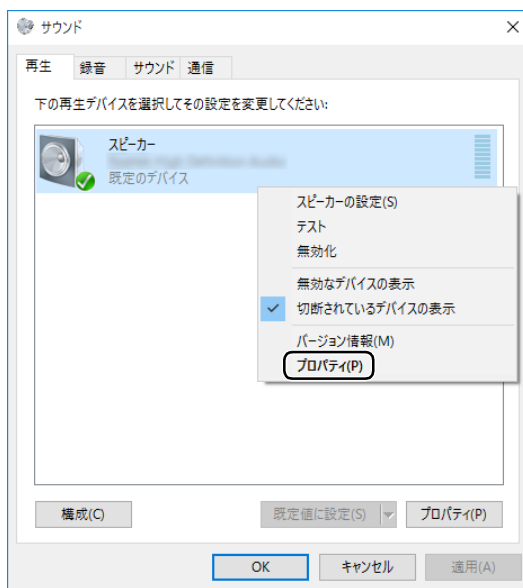 サウンド
再生 録音 サウンド 通信
下の再生デバイスを選択してその設定を変更してください:
スピーカー
既定のデバイス
スピーカーの設定(S)
テスト
無効化
無効なデバイスの表示
切断されているデバイスの表示
バージョン情報(M)
プロパティ(P)
構成(C) 既定値に設定(S) プロパティ(P)
OK キャンセル 適用(A)